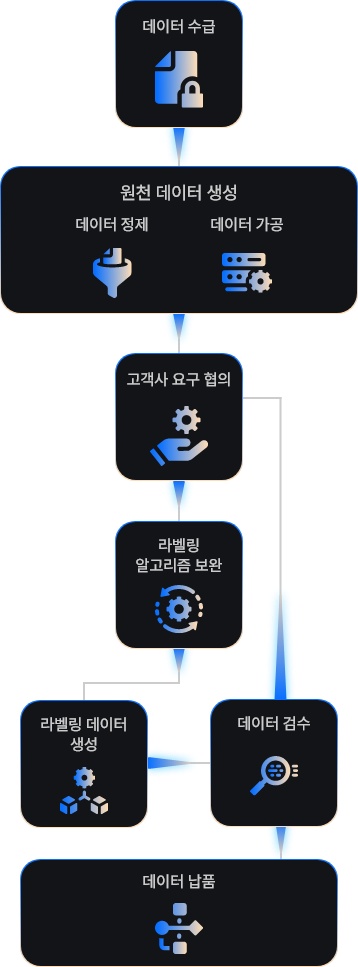 데이터 수급
원천 데이터 생성
데이터 정제
데이터 가공
고객사 요구 협의
라벨링
알고리즘 보완
라벨링 데이터
생성
데이터 검수
데이터 납품